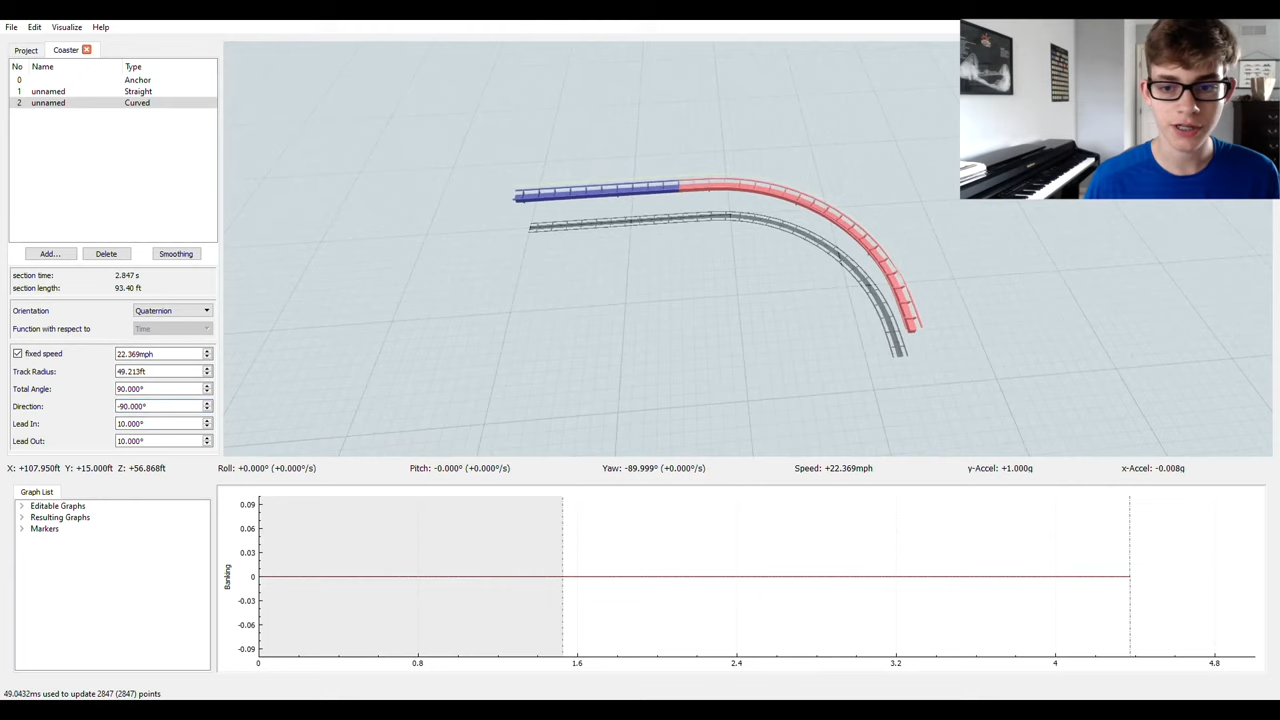 File Edit Visualize Help
Project Coaster
No Name Type
0 Anchor
1 unnamed Straight
2 unnamed Curved
Add... Delete Smoothing
section time: 2.847 s
section length: 93.40 ft
Orientation Quaternion
Function with respect to Time
fixed speed 22.369mph
Track Radius: 49.213ft
Total Angle: 90.000°
Direction: -90.000°
Lead In: 10.000°
Lead Out: 10.000°
X: +107.950ft Y: +15.000ft Z: +56.868ft Roll: +0.000° (+0.000°/s) Pitch: -0.000° (+0.000°/s) Yaw: -89.999° (+0.000°/s) Speed: +22.369mph y-Accel: +1.000g x-Accel: -0.008g
Graph List
Editable Graphs
Resulting Graphs
Markers
Banking
0.09
0.06
0.03
0
-0.03
-0.06
-0.09
0 0.8 1.6 2.4 3.2 4 4.8
49.0432ms used to update 2847 (2847) points